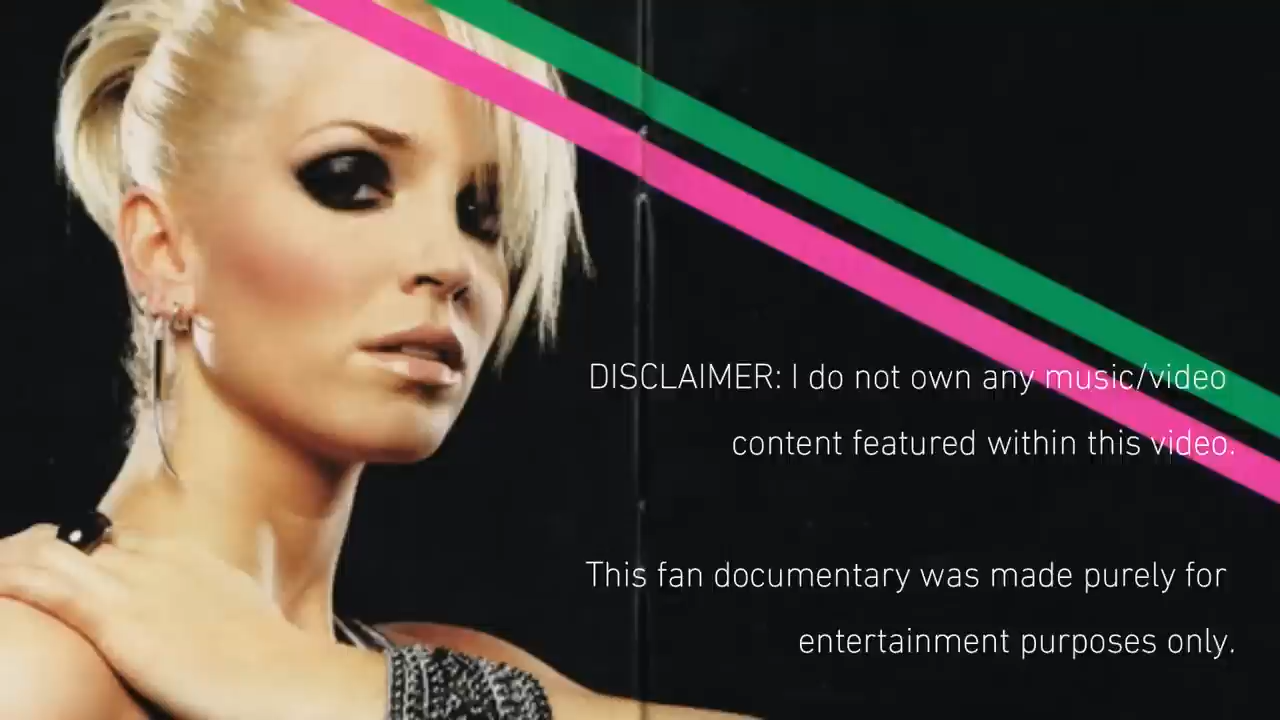 DISCLAIMER: I do not own any music/video
content featured within this video.
This fan documentary was made purely for
entertainment purposes only.